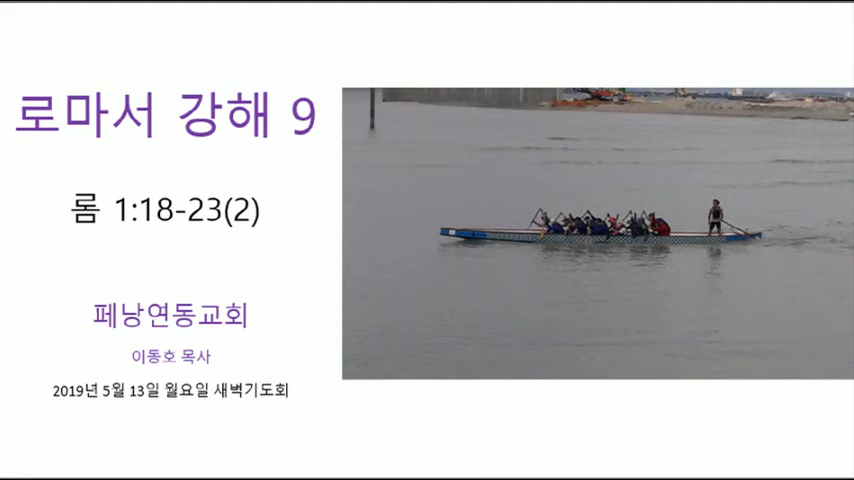 로마서 강해 9
롬 1:18-23(2)
페낭연동교회
이동호 목사
2019년 5월 13일 월요일 새벽기도회